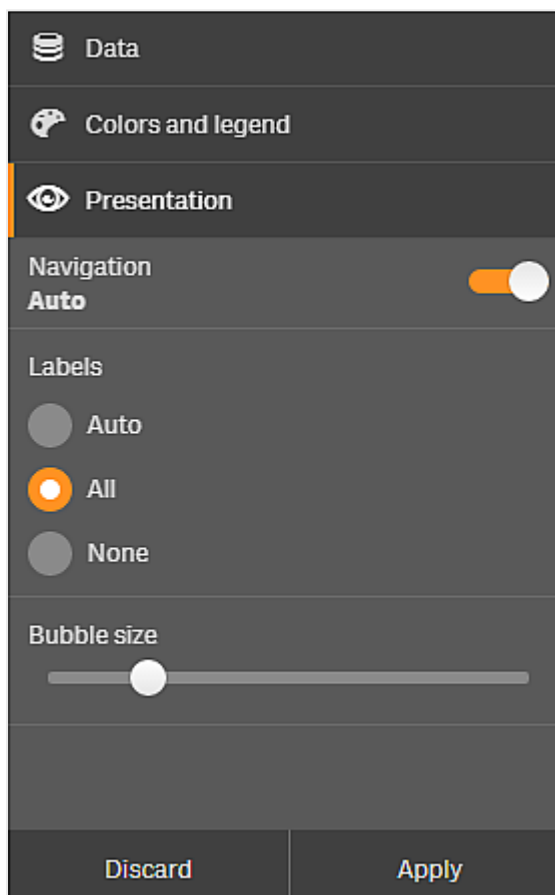 Data
Colors and legend
Presentation
Navigation
Auto
Labels
Auto
All
None
Bubble size
Discard
Apply